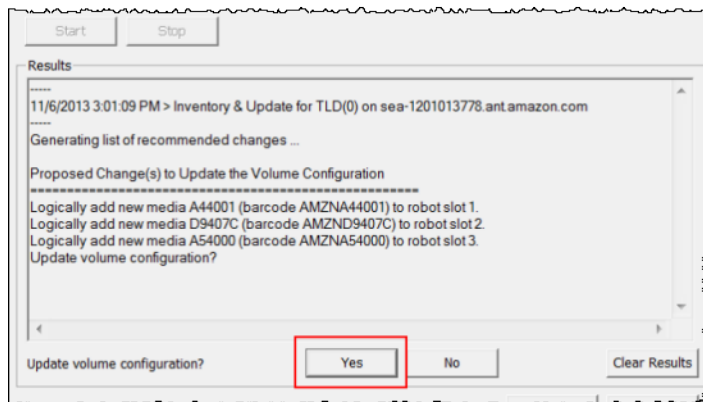 Start Stop
Results
-----
11/6/2013 3:01:09 PM > Inventory & Update for TLD(0) on sea-1201013778.ant.amazon.com
-----
Generating list of recommended changes ...
Proposed Change(s) to Update the Volume Configuration
=====================================================
Logically add new media A44001 (barcode AMZNA44001) to robot slot 1.
Logically add new media D9407C (barcode AMZND9407C) to robot slot 2.
Logically add new media A54000 (barcode AMZNA54000) to robot slot 3.
Update volume configuration?
Update volume configuration? Yes No Clear Results